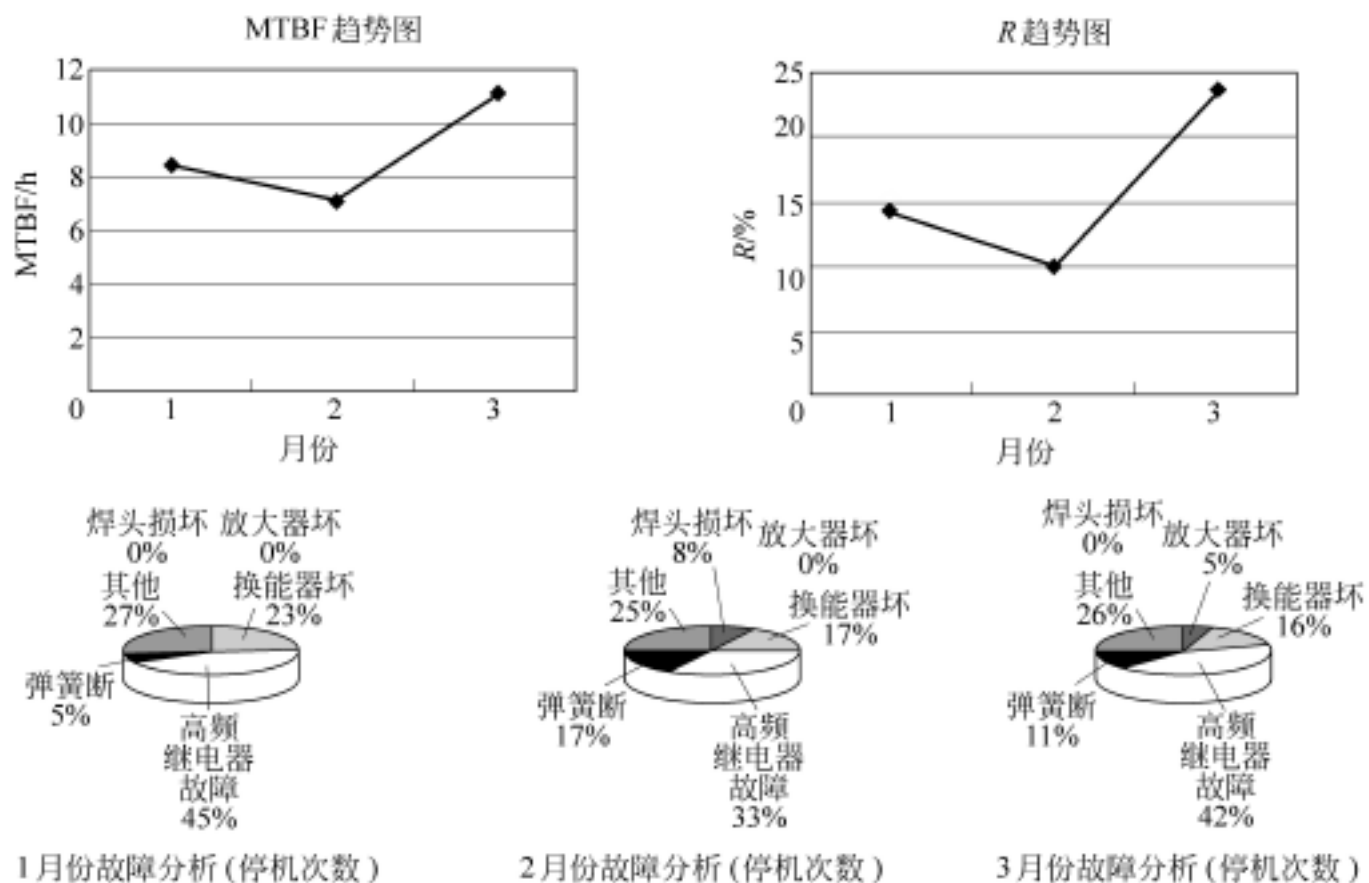 MTBF趋势图
12
10
8
6
4
2
0
MTBF/h
1 2 3
月份
R趋势图
25
20
15
10
5
0
R/%
1 2 3
月份
焊头损坏 放大器坏
0% 0%
其他 换能器坏
27% 23%
弹簧断
5%
高频
继电器
故障
45%
1月份故障分析(停机次数)
焊头损坏
8%
放大器坏
0%
其他
25%
换能器坏
17%
弹簧断
17%
高频
继电器
故障
33%
2月份故障分析(停机次数)
焊头损坏
0%
放大器坏
5%
其他
26%
换能器坏
16%
弹簧断
11%
高频
继电器
故障
42%
3月份故障分析(停机次数)